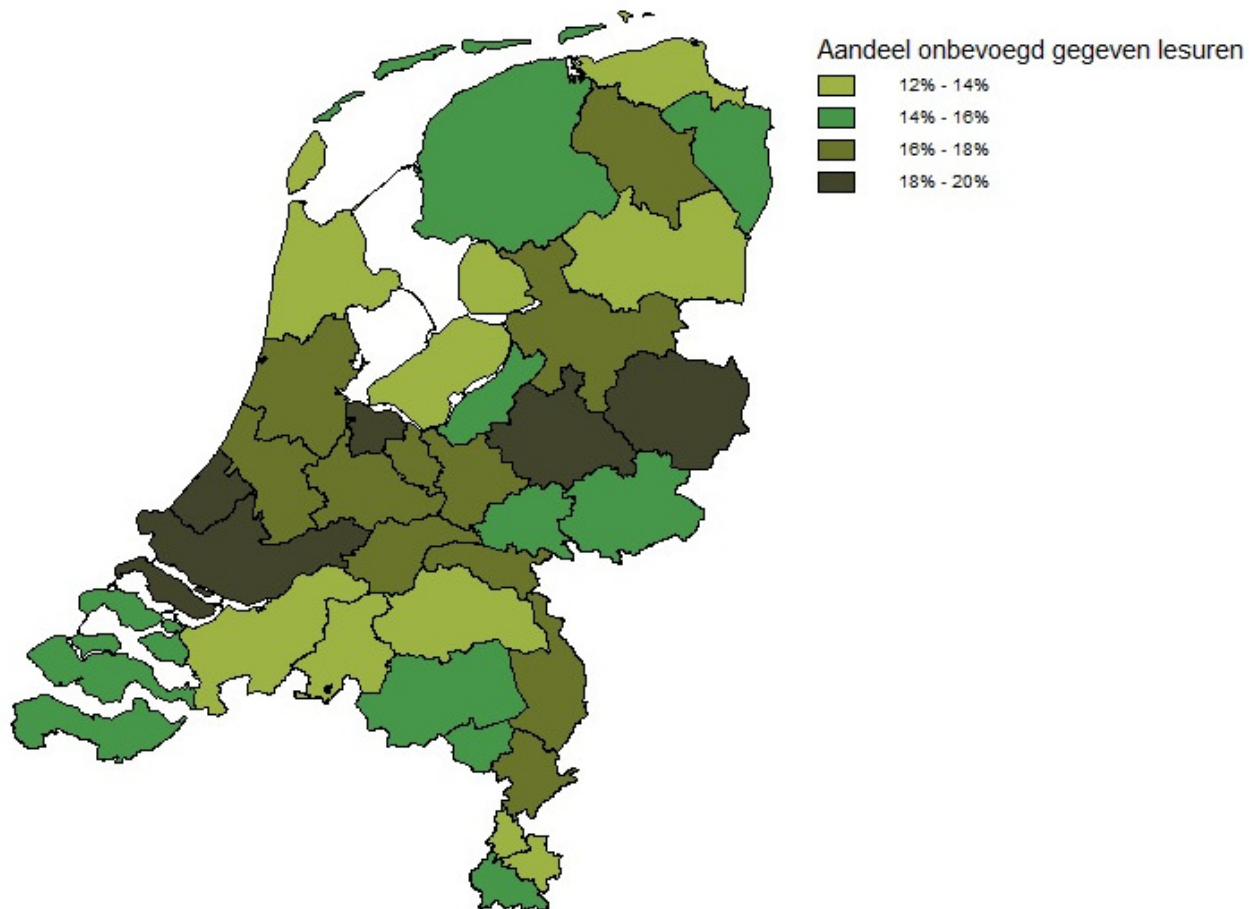 Aandeel onbevoegd gegeven lesuren
12% - 14%
14% - 16%
16% - 18%
18% - 20%